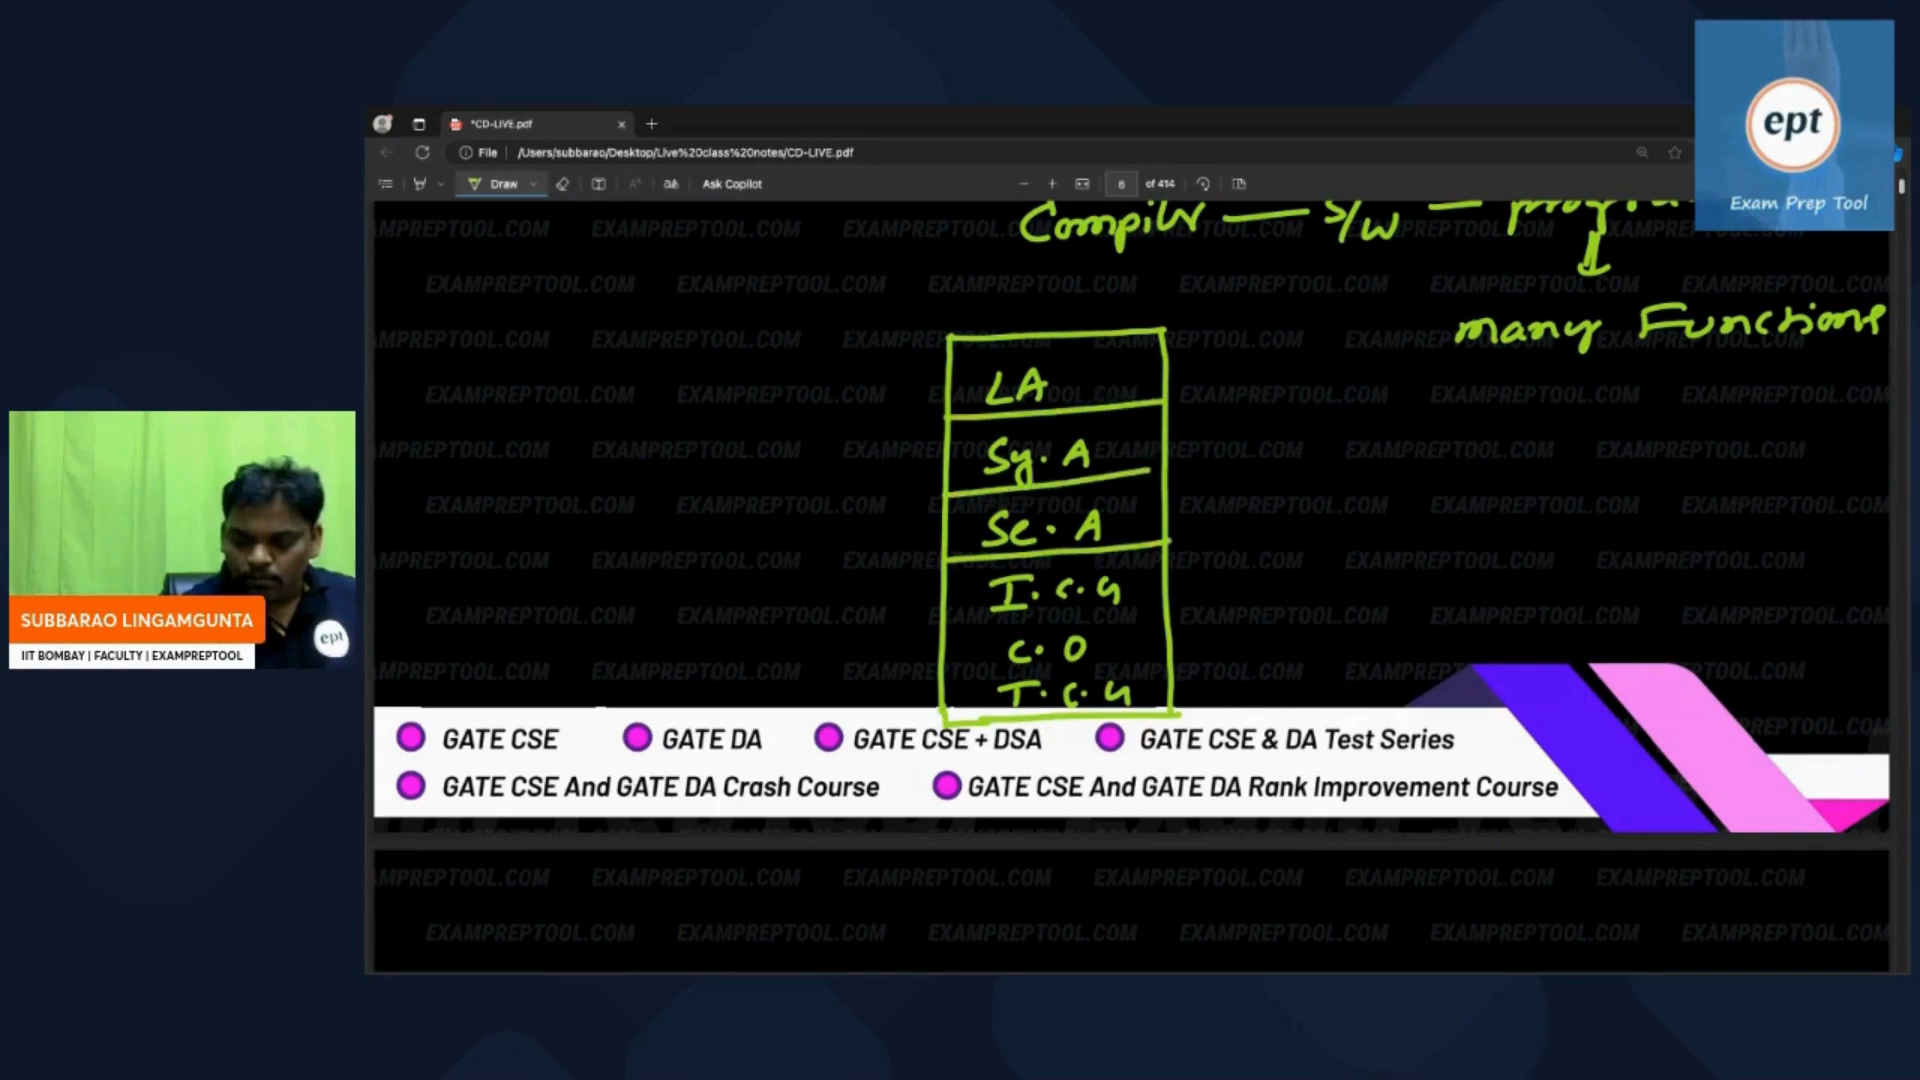 ept
Exam Prep Tool
*CD-LIVE.pdf
File /Users/subbarao/Desktop/Live%20class%20notes/CD-LIVE.pdf
Draw Ask Copilot 6 of 414
Compiler — S/W —
many Functions
LA
Sy. A
Se. A
I. C. G
C. O
T. C. G
SUBBARAO LINGAMGUNTA
IIT BOMBAY | FACULTY | EXAMPREPTOOL
ept
GATE CSE GATE DA GATE CSE + DSA GATE CSE & DA Test Series
GATE CSE And GATE DA Crash Course GATE CSE And GATE DA Rank Improvement Course
EXAMPREPTOOL.COM